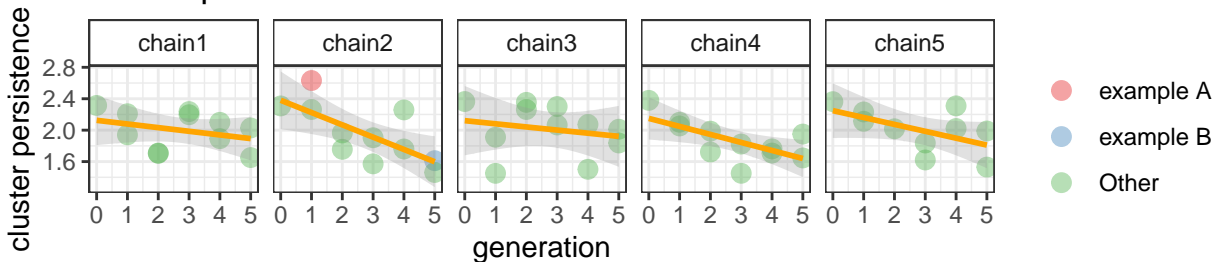 chain1 chain2 chain3 chain4 chain5
cluster persistence
2.8
2.4
2.0
1.6
0 1 2 3 4 5 0 1 2 3 4 5 0 1 2 3 4 5 0 1 2 3 4 5 0 1 2 3 4 5
generation
example A
example B
Other